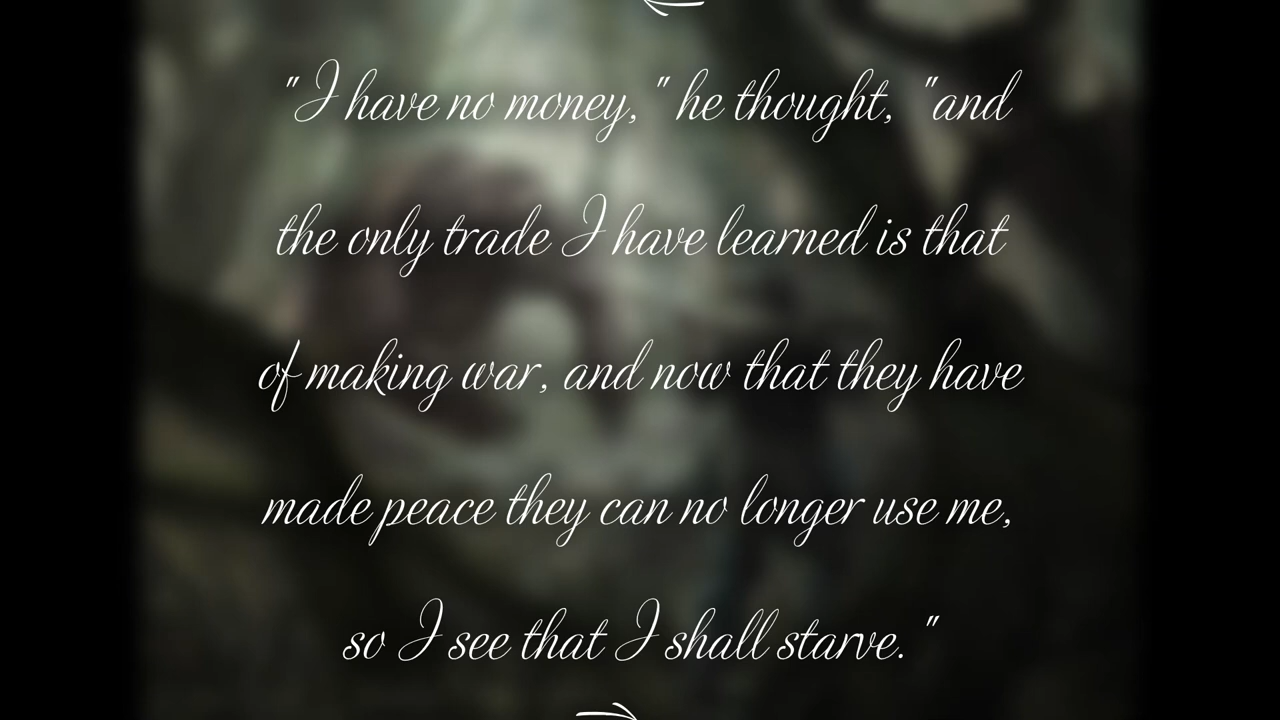 "I have no money," he thought, "and
the only trade I have learned is that
of making war, and now that they have
made peace they can no longer use me,
so I see that I shall starve."